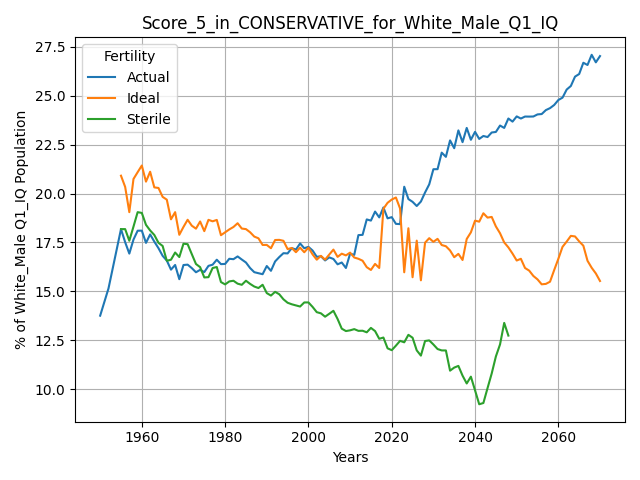 Score_5_in_CONSERVATIVE_for_White_Male_Q1_IQ
Fertility
Actual
Ideal
Sterile
% of White_Male Q1_IQ Population
27.5
25.0
22.5
20.0
17.5
15.0
12.5
10.0
1960 1980 2000 2020 2040 2060
Years